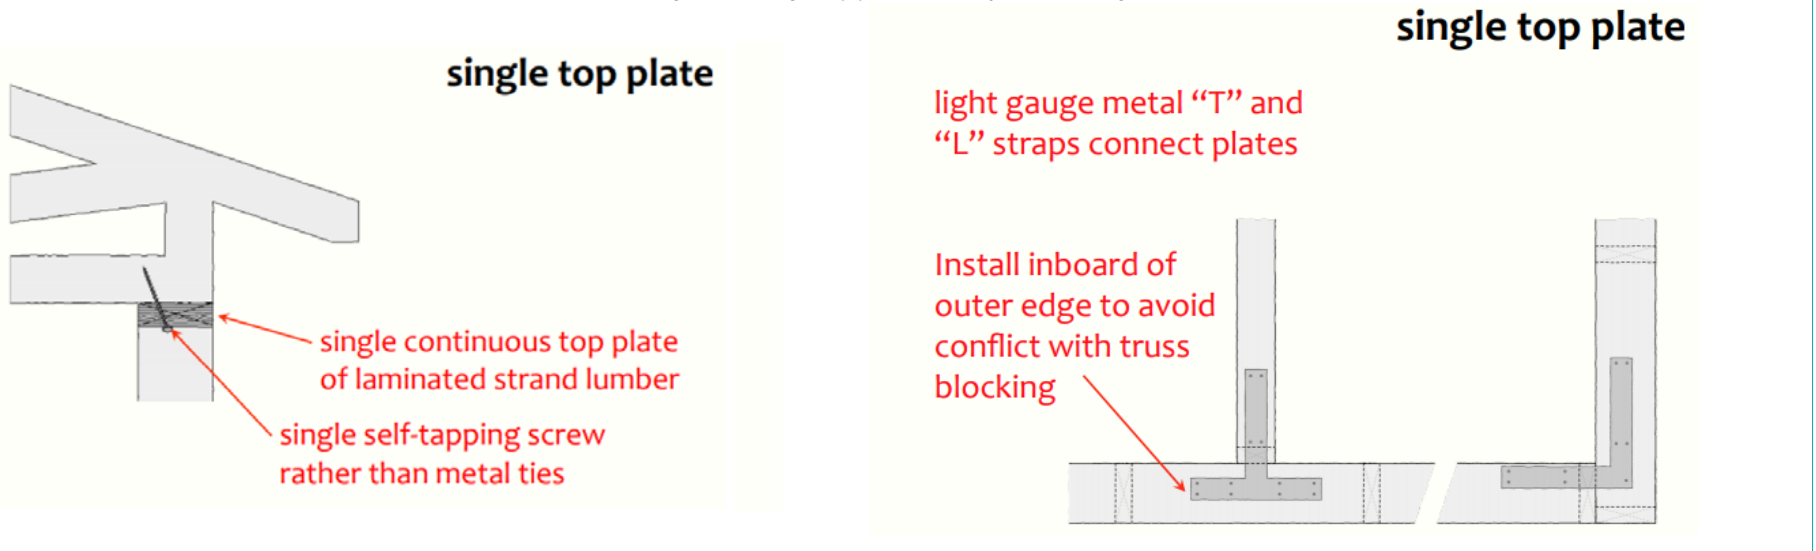 single top plate
single continuous top plate
of laminated strand lumber
single self-tapping screw
rather than metal ties
single top plate
light gauge metal “T” and
“L” straps connect plates
Install inboard of
outer edge to avoid
conflict with truss
blocking